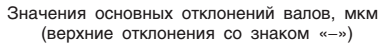 Значения основных отклонений валов, мкм
(верхние отклонения со знаком «–»)